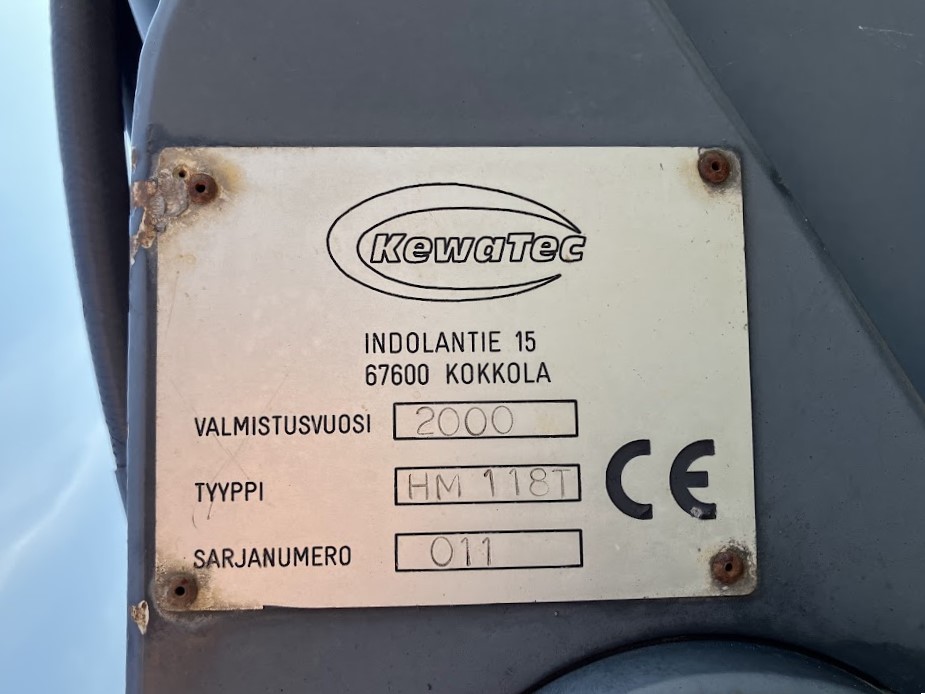 KewaTec
INDOLANTIE 15
67600 KOKKOLA
VALMISTUSVUOSI 2000
TYYPPI HM 118T
SARJANUMERO 011
CE